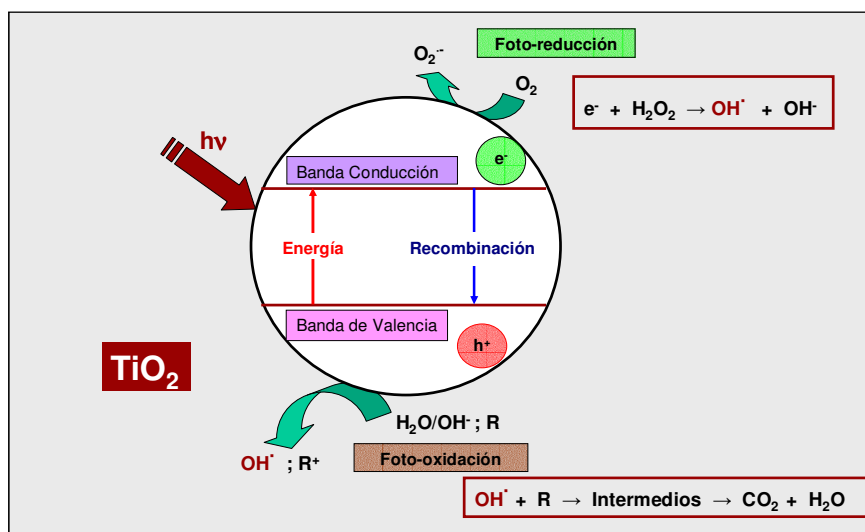 Foto-reducción
O₂·⁻
O₂
e⁻ + H₂O₂ → OH· + OH⁻
hν
e⁻
Banda Conducción
Energía
Recombinación
Banda de Valencia
h⁺
TiO₂
H₂O/OH⁻ ; R
OH· ; R⁺
Foto-oxidación
OH· + R → Intermedios → CO₂ + H₂O